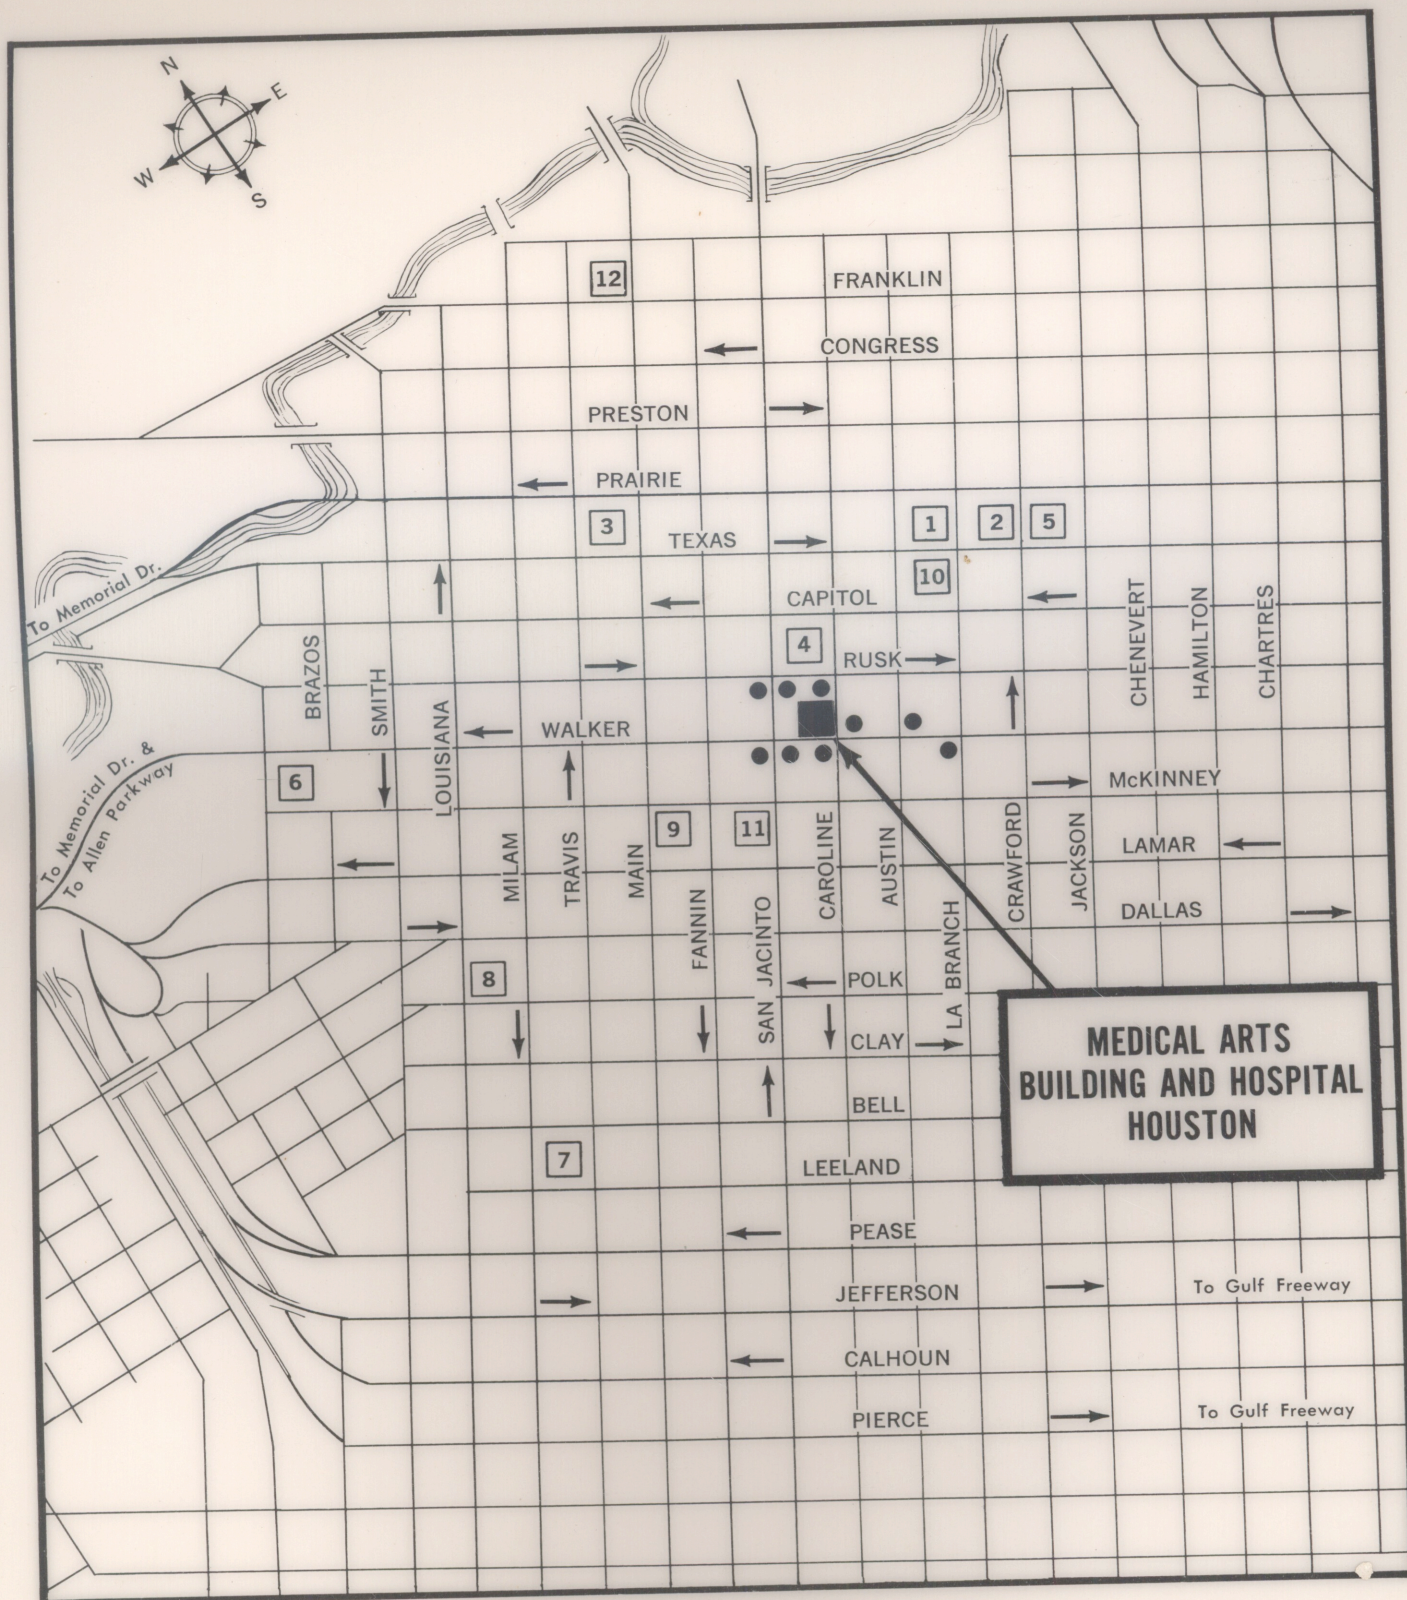 N
E
W
S
12
FRANKLIN
CONGRESS
PRESTON
PRAIRIE
3
TEXAS
1
2
5
10
To Memorial Dr.
CAPITOL
4
RUSK
BRAZOS
SMITH
LOUISIANA
WALKER
CHENEVERT
HAMILTON
CHARTRES
To Memorial Dr. &
To Allen Parkway
6
McKINNEY
9
11
MILAM
TRAVIS
MAIN
FANNIN
SAN JACINTO
CAROLINE
AUSTIN
LA BRANCH
CRAWFORD
JACKSON
LAMAR
DALLAS
8
POLK
CLAY
MEDICAL ARTS
BUILDING AND HOSPITAL
HOUSTON
BELL
7
LEELAND
PEASE
JEFFERSON
To Gulf Freeway
CALHOUN
PIERCE
To Gulf Freeway